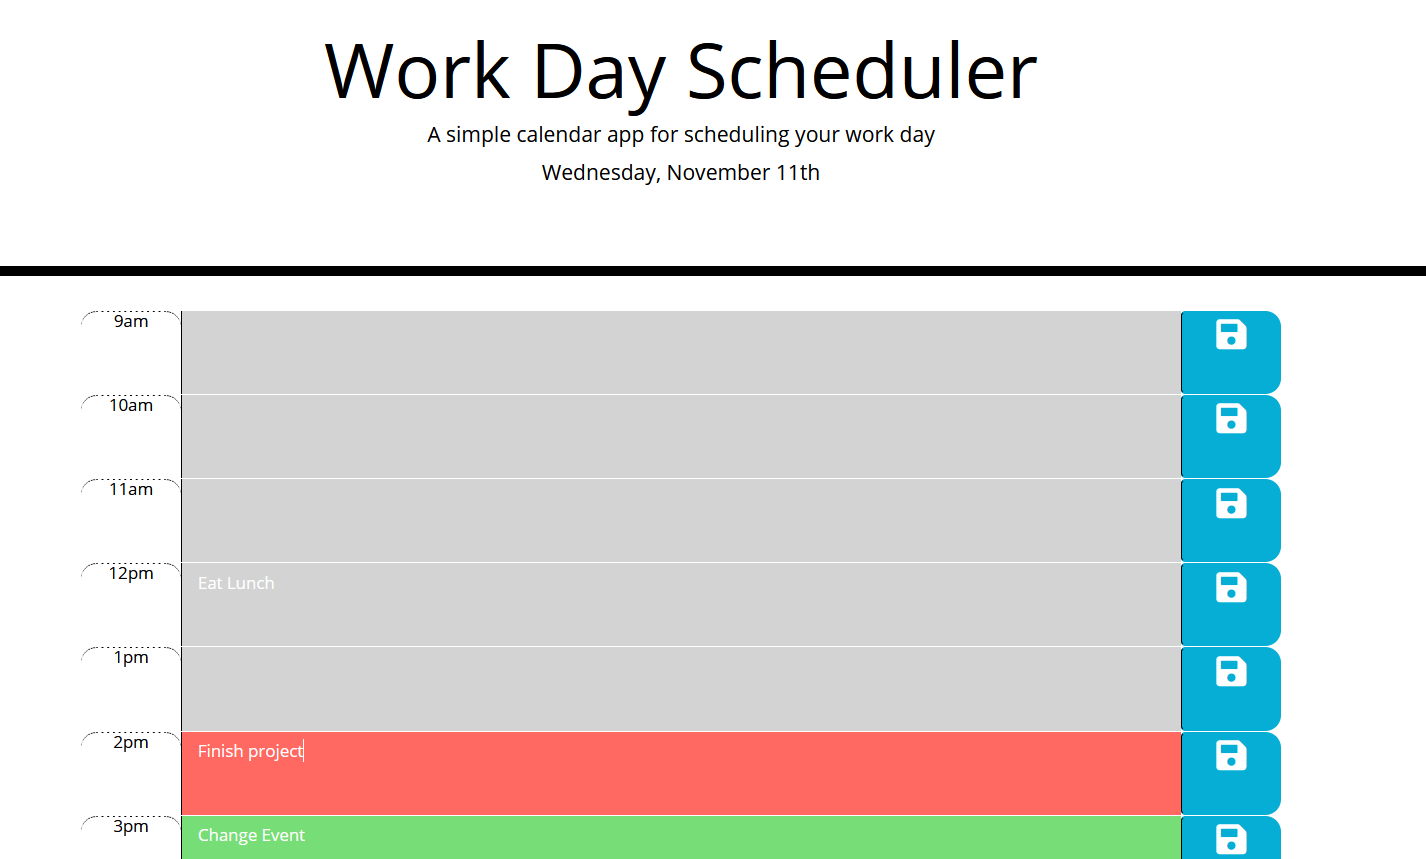 Work Day Scheduler
A simple calendar app for scheduling your work day
Wednesday, November 11th
9am
10am
11am
12pm Eat Lunch
1pm
2pm Finish project
3pm Change Event